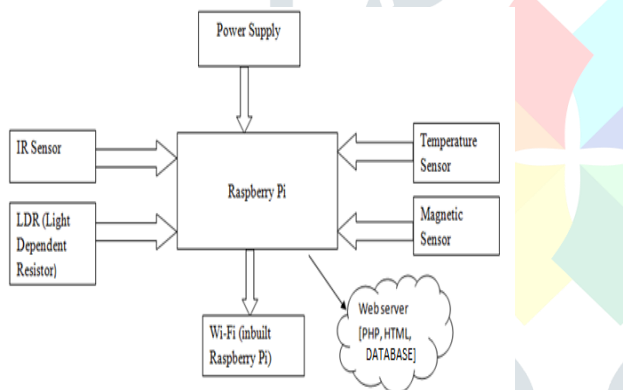 Power Supply
IR Sensor
Temperature
Sensor
Raspberry Pi
LDR (Light
Dependent
Resistor)
Magnetic
Sensor
Wi-Fi (inbuilt
Raspberry Pi)
Web server
[PHP, HTML,
DATABASE]